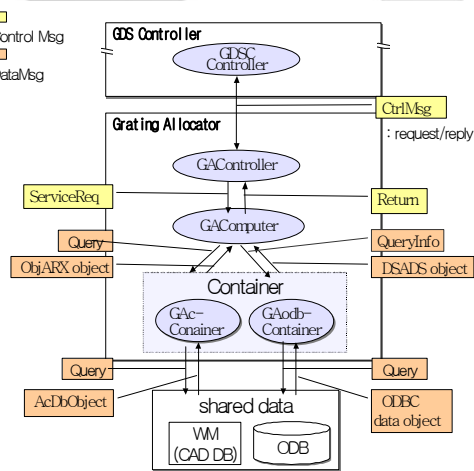 ontrol Msg
DataMsg
GDS Controller
GDSC
Controller
CtrlMsg
: request/reply
Grating Allocator
GAController
ServiceReq
Return
GAComputer
Query
QueryInfo
ObjARX object
DSADS object
Container
GAc-
Conainer
GAodb-
Container
Query
Query
AcDbObject
ODBC
data object
shared data
WM
(CAD DB)
ODB